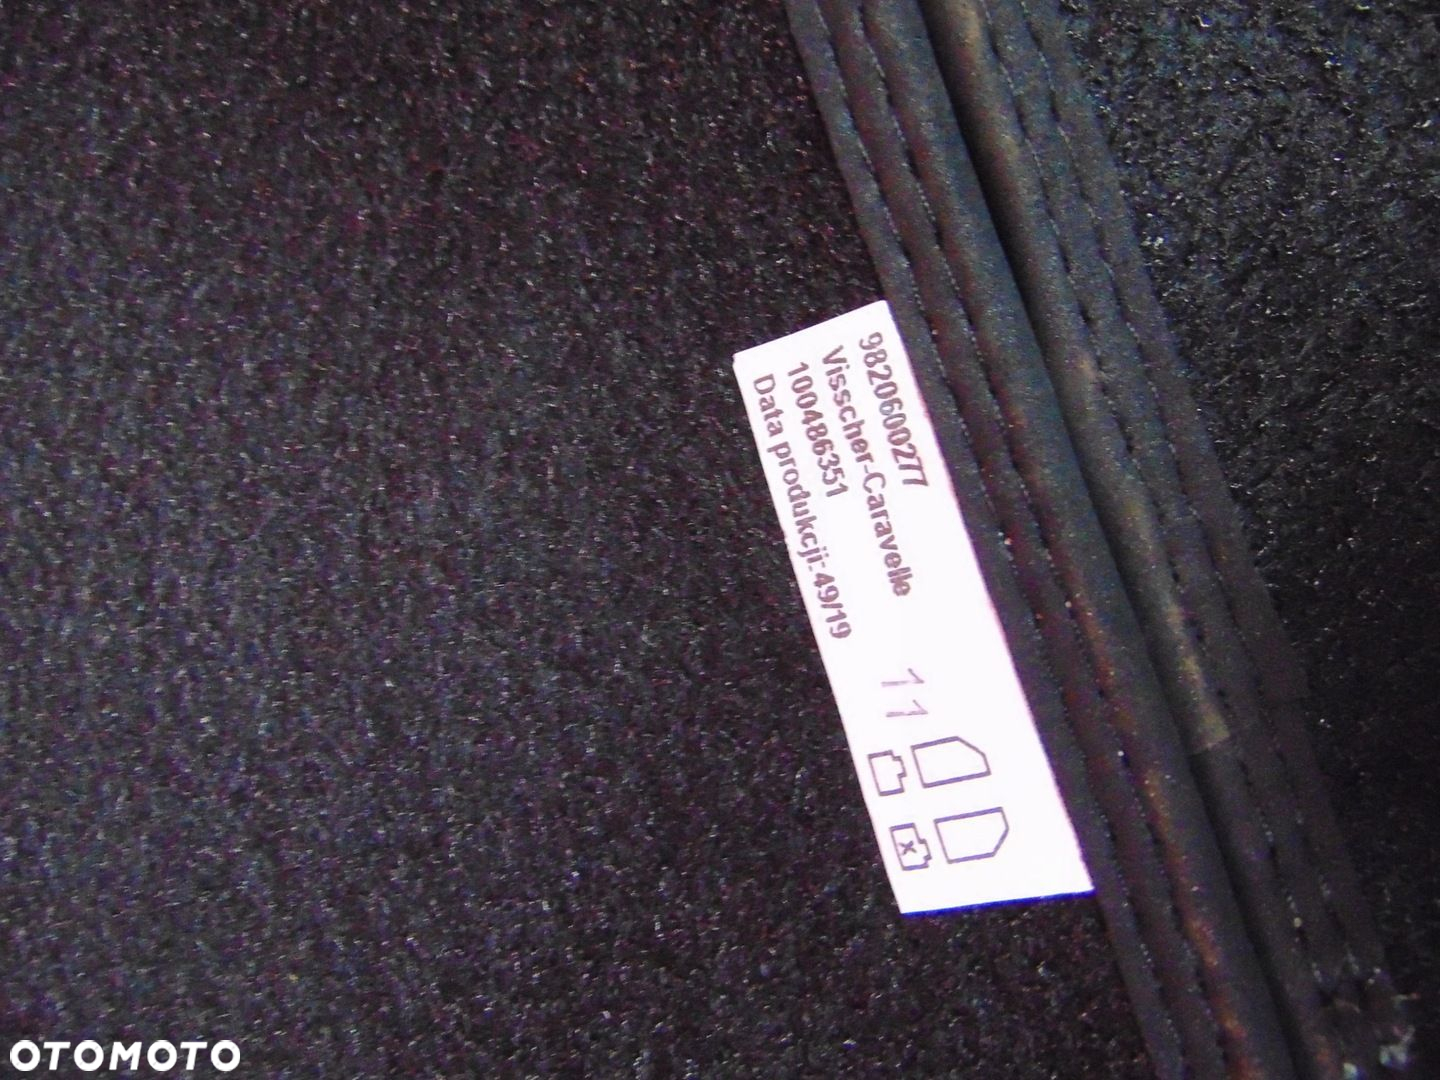 9820600277
Visscher-Caravelle
100486351
Data produkcji:49/19
11
x
OTOMOTO